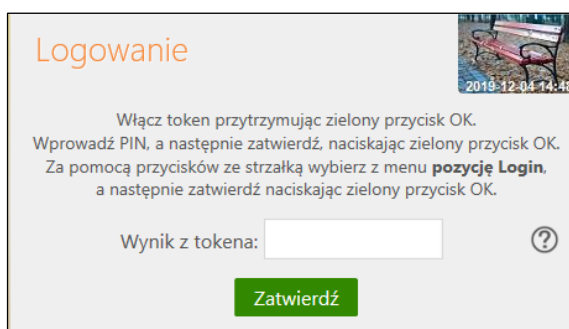 Logowanie
2019-12-04 14:48
Włącz token przytrzymując zielony przycisk OK.
Wprowadź PIN, a następnie zatwierdź, naciskając zielony przycisk OK.
Za pomocą przycisków ze strzałką wybierz z menu pozycję Login,
a następnie zatwierdź naciskając zielony przycisk OK.
Wynik z tokena:
?
Zatwierdź